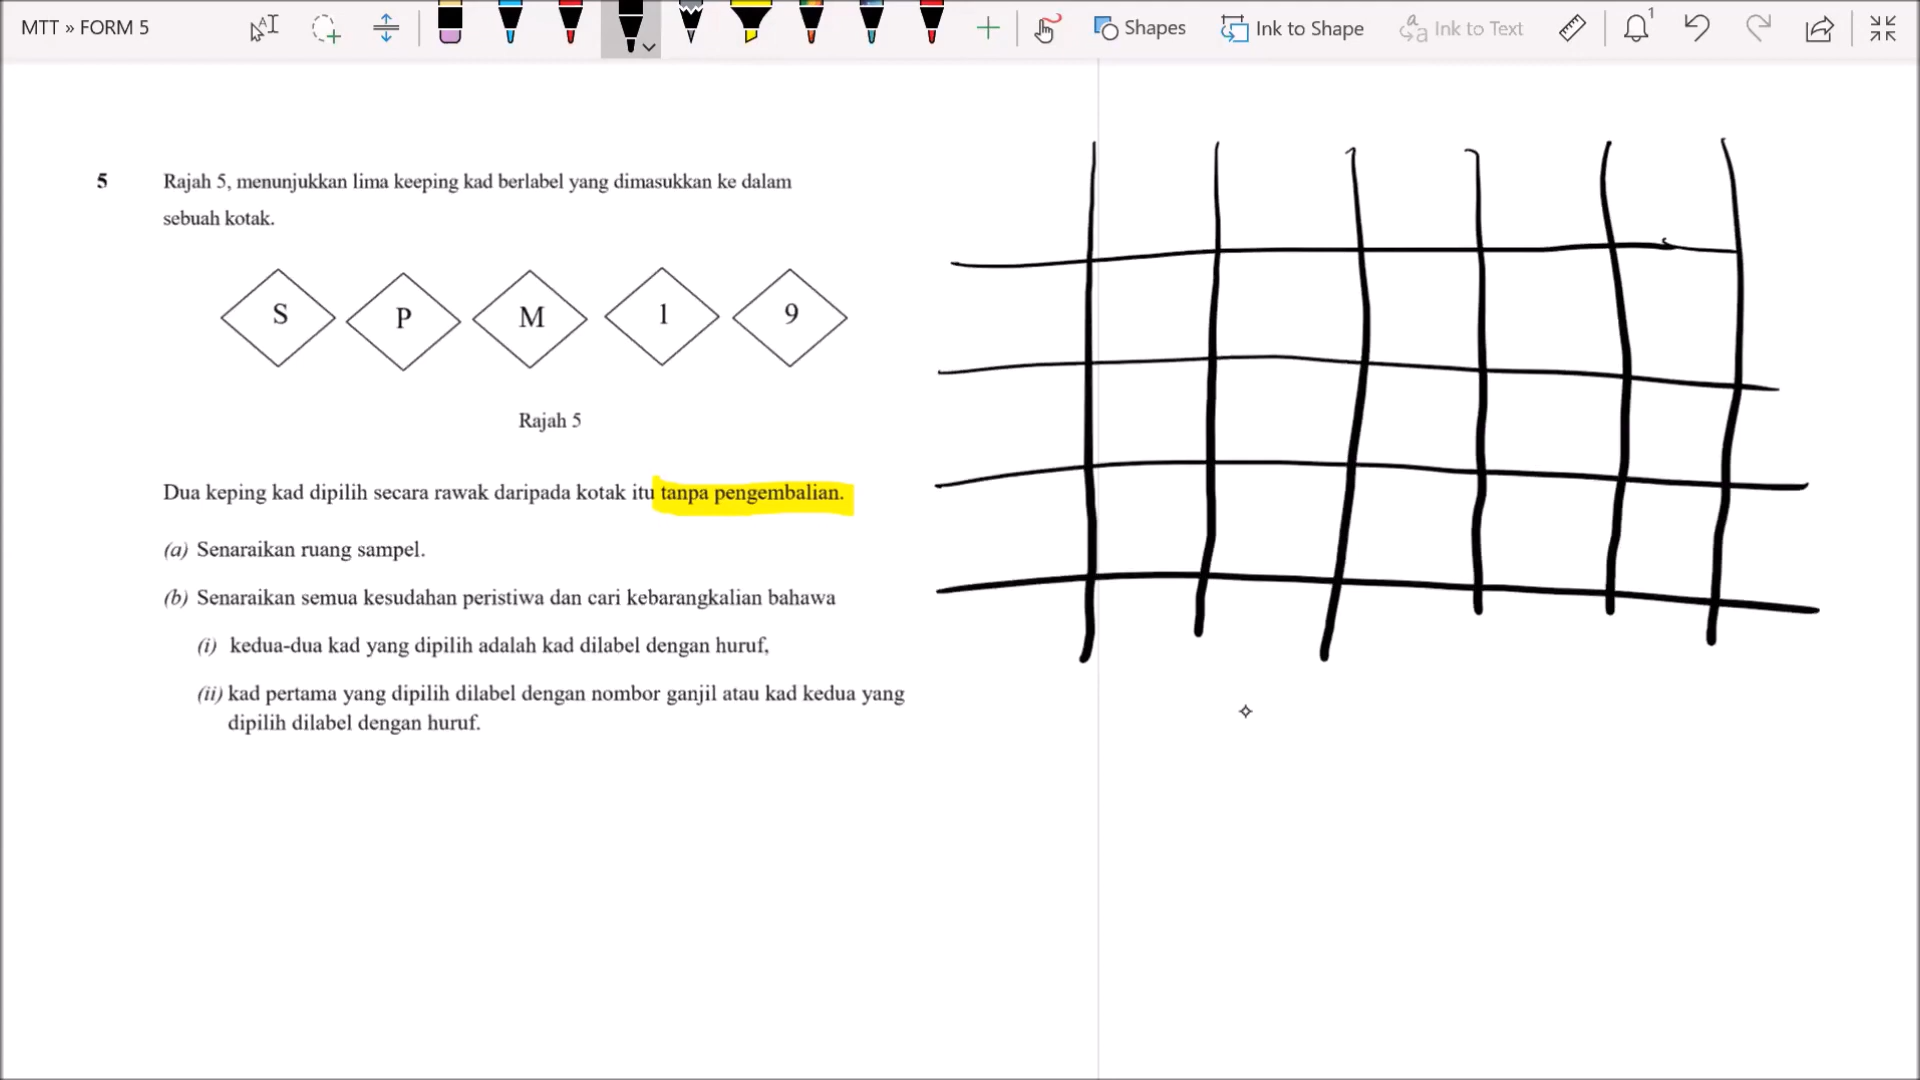 MTT » FORM 5
Shapes
Ink to Shape
Ink to Text
1
5 Rajah 5, menunjukkan lima keeping kad berlabel yang dimasukkan ke dalam
sebuah kotak.
S P M 1 9
Rajah 5
Dua keping kad dipilih secara rawak daripada kotak itu tanpa pengembalian.
(a) Senaraikan ruang sampel.
(b) Senaraikan semua kesudahan peristiwa dan cari kebarangkalian bahawa
(i) kedua-dua kad yang dipilih adalah kad dilabel dengan huruf,
(ii) kad pertama yang dipilih dilabel dengan nombor ganjil atau kad kedua yang
dipilih dilabel dengan huruf.